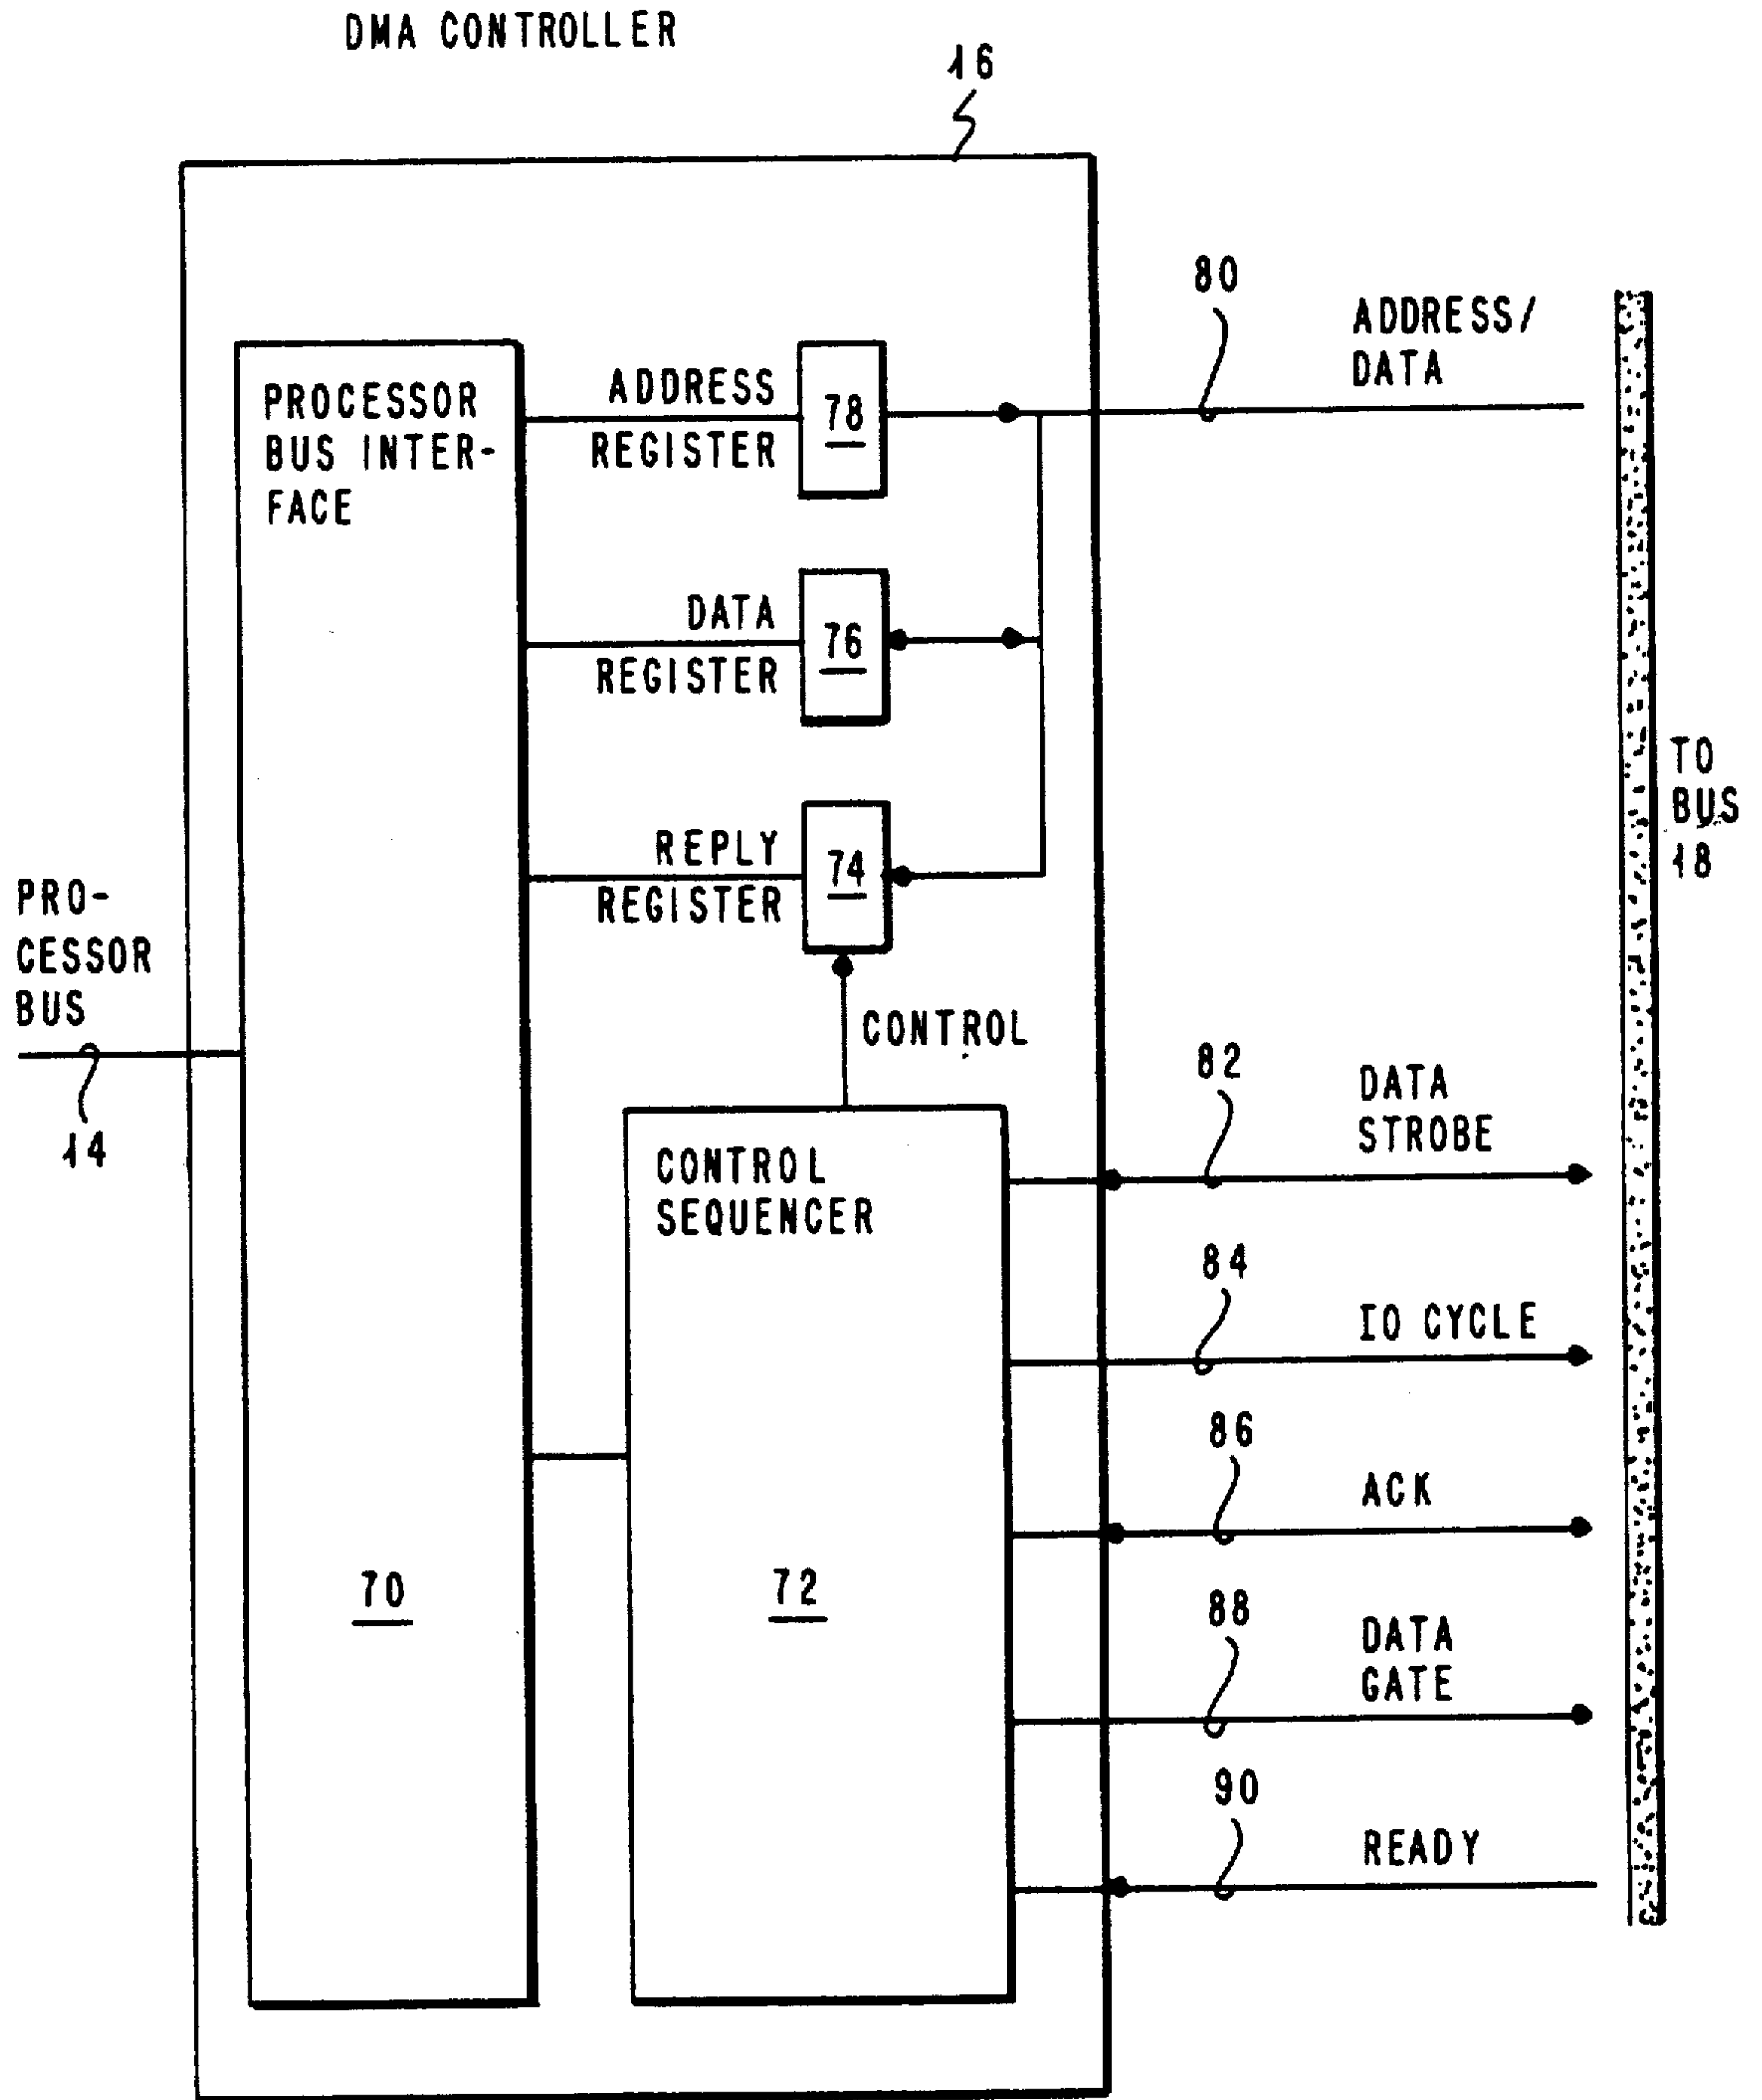 DMA CONTROLLER
16
80
ADDRESS/
DATA
PROCESSOR
BUS INTER-
FACE
ADDRESS
REGISTER
78
DATA
REGISTER
76
REPLY
REGISTER
74
TO
BUS
18
PRO-
CESSOR
BUS
14
CONTROL
CONTROL
SEQUENCER
82
DATA
STROBE
84
IO CYCLE
86
ACK
70
72
88
DATA
GATE
90
READY